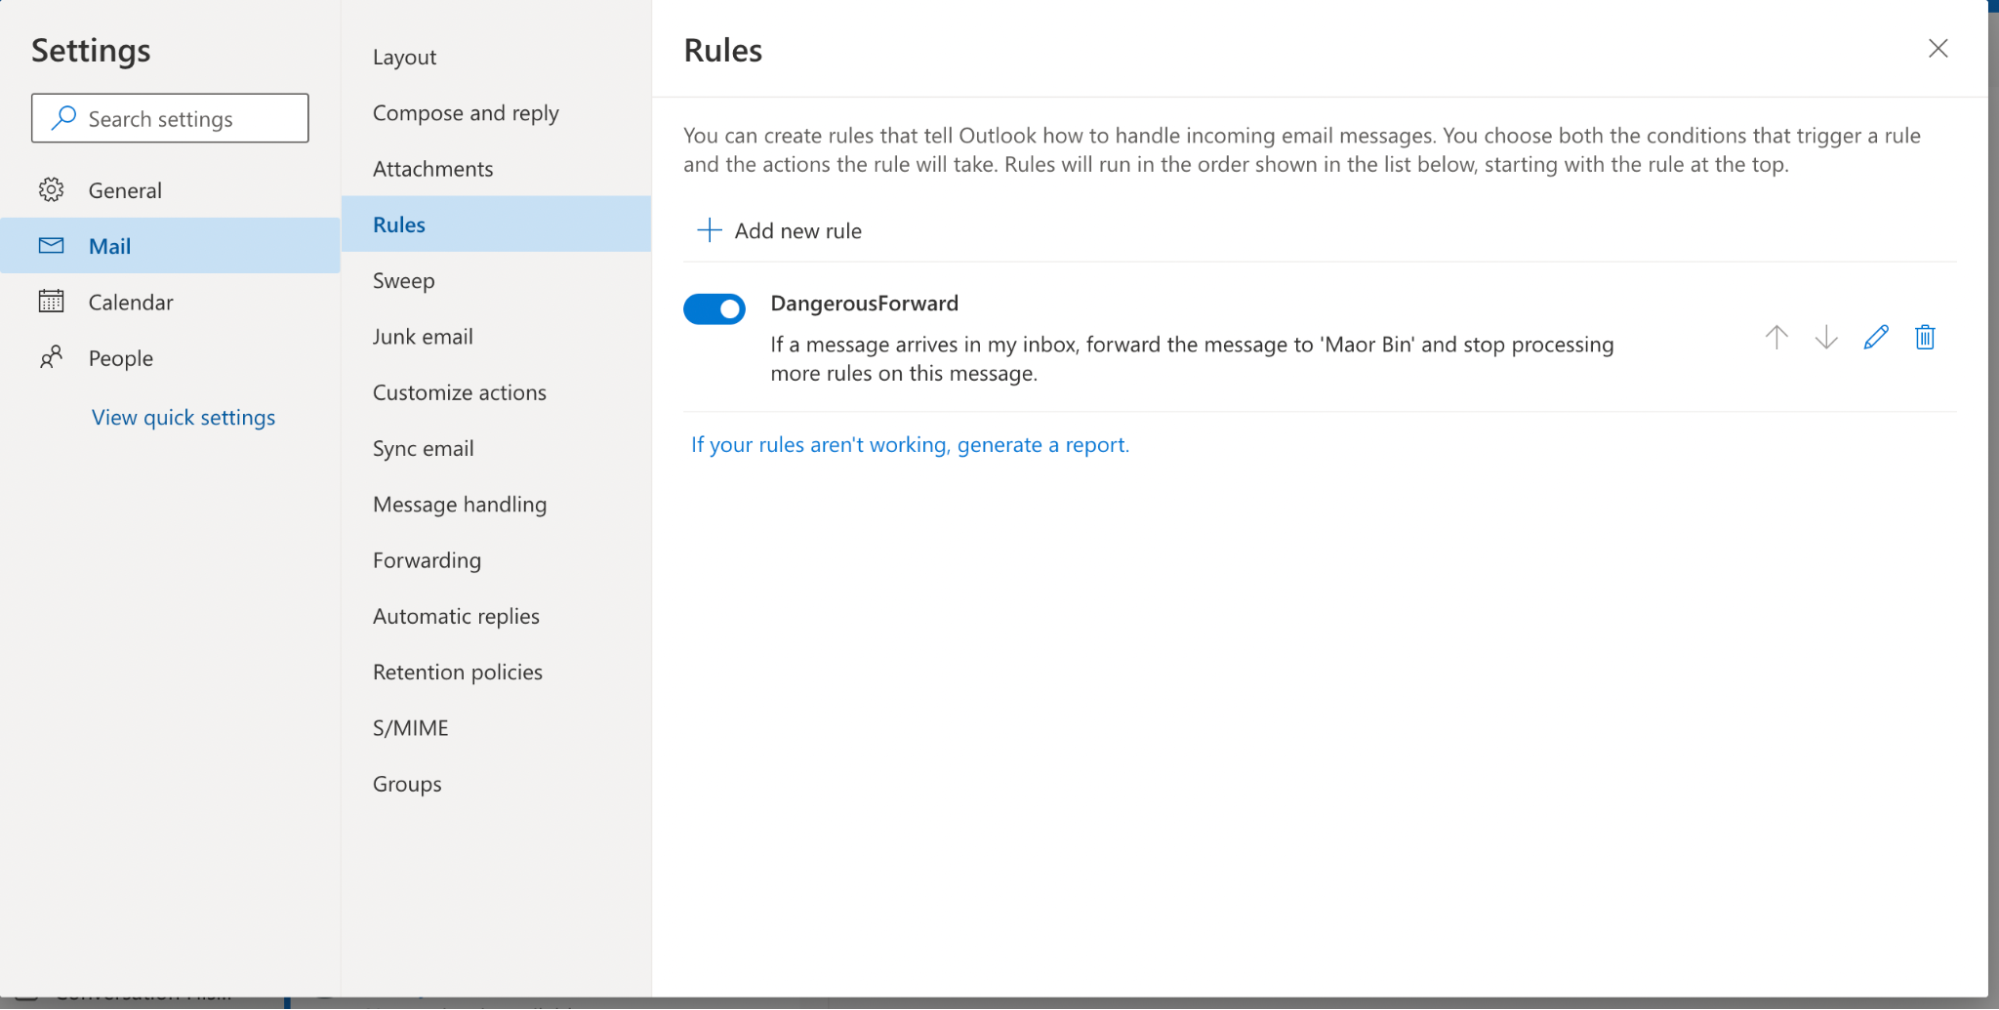 Settings
Search settings
General
Mail
Calendar
People
View quick settings
Layout
Compose and reply
Attachments
Rules
Sweep
Junk email
Customize actions
Sync email
Message handling
Forwarding
Automatic replies
Retention policies
S/MIME
Groups
Rules
You can create rules that tell Outlook how to handle incoming email messages. You choose both the conditions that trigger a rule
and the actions the rule will take. Rules will run in the order shown in the list below, starting with the rule at the top.
Add new rule
DangerousForward
If a message arrives in my inbox, forward the message to 'Maor Bin' and stop processing
more rules on this message.
If your rules aren't working, generate a report.